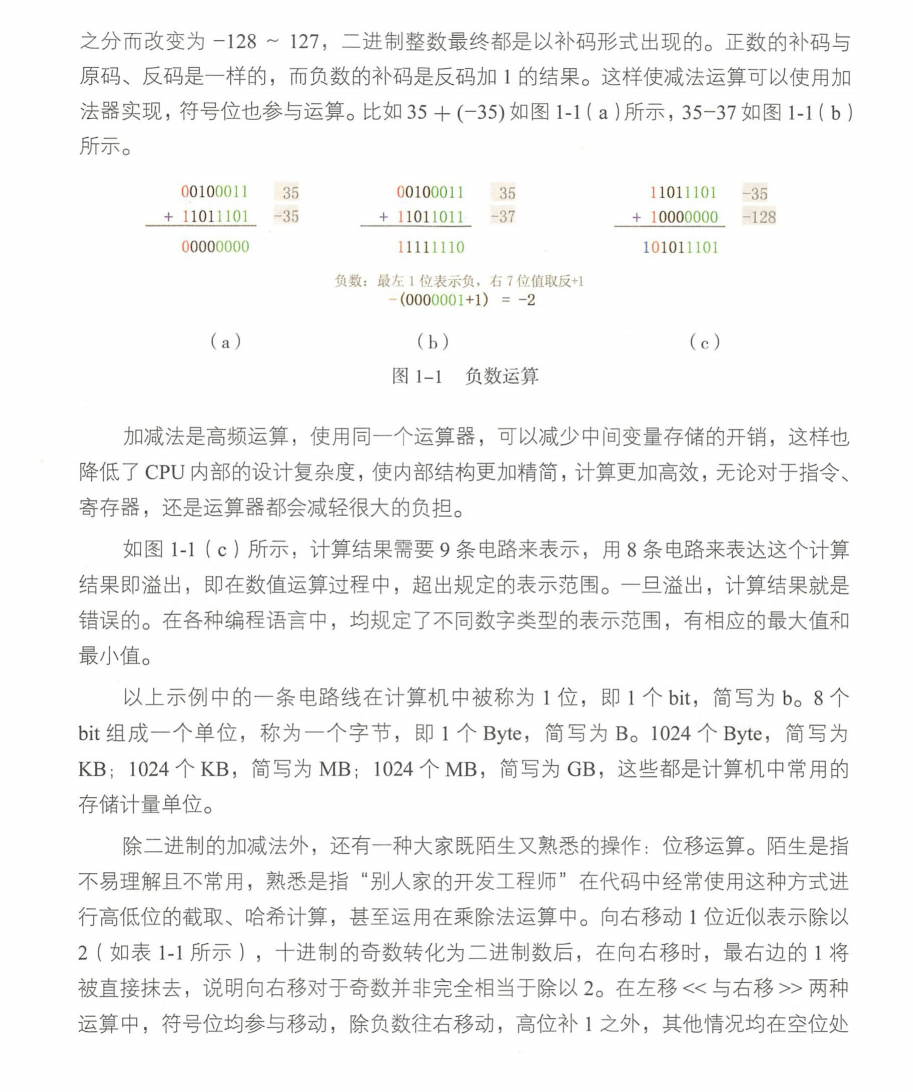 之分而改变为 -128 ~ 127，二进制整数最终都是以补码形式出现的。正数的补码与
原码、反码是一样的，而负数的补码是反码加 1 的结果。这样使减法运算可以使用加
法器实现，符号位也参与运算。比如 35 + (-35) 如图 1-1（a）所示，35-37 如图 1-1（b）
所示。
00100011 35
+ 11011101 -35
00000000
00100011 35
+ 11011011 -37
11111110
负数：最左 1 位表示负，右 7 位值取反+1
-(0000001+1) = -2
11011101 -35
+ 10000000 -128
101011101
（a） （b） （c）
图 1-1 负数运算
加减法是高频运算，使用同一个运算器，可以减少中间变量存储的开销，这样也
降低了 CPU 内部的设计复杂度，使内部结构更加精简，计算更加高效，无论对于指令、
寄存器，还是运算器都会减轻很大的负担。
如图 1-1（c）所示，计算结果需要 9 条电路来表示，用 8 条电路来表达这个计算
结果即溢出，即在数值运算过程中，超出规定的表示范围。一旦溢出，计算结果就是
错误的。在各种编程语言中，均规定了不同数字类型的表示范围，有相应的最大值和
最小值。
以上示例中的一条电路线在计算机中被称为 1 位，即 1 个 bit，简写为 b。8 个
bit 组成一个单位，称为一个字节，即 1 个 Byte，简写为 B。1024 个 Byte，简写为
KB；1024 个 KB，简写为 MB；1024 个 MB，简写为 GB，这些都是计算机中常用的
存储计量单位。
除二进制的加减法外，还有一种大家既陌生又熟悉的操作：位移运算。陌生是指
不易理解且不常用，熟悉是指“别人家的开发工程师”在代码中经常使用这种方式进
行高低位的截取、哈希计算，甚至运用在乘除法运算中。向右移动 1 位近似表示除以
2（如表 1-1 所示），十进制的奇数转化为二进制数后，在向右移时，最右边的 1 将
被直接抹去，说明向右移对于奇数并非完全相当于除以 2。在左移 << 与右移 >> 两种
运算中，符号位均参与移动，除负数往右移动，高位补 1 之外，其他情况均在空位处